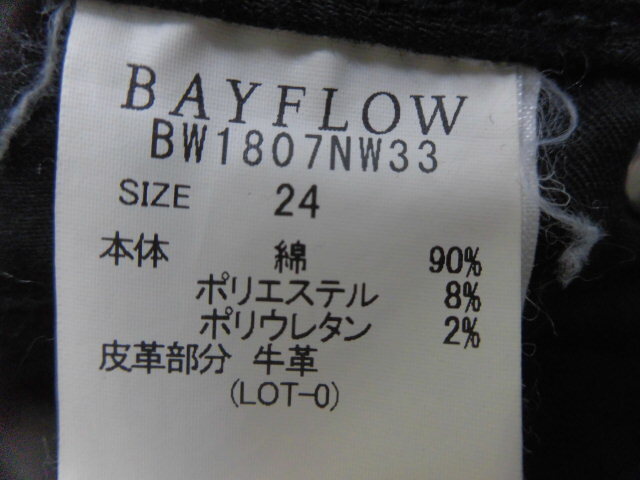 BAYFLOW
BW1807NW33
SIZE 24
本体 綿 90%
ポリエステル 8%
ポリウレタン 2%
皮革部分 牛革
(LOT-0)